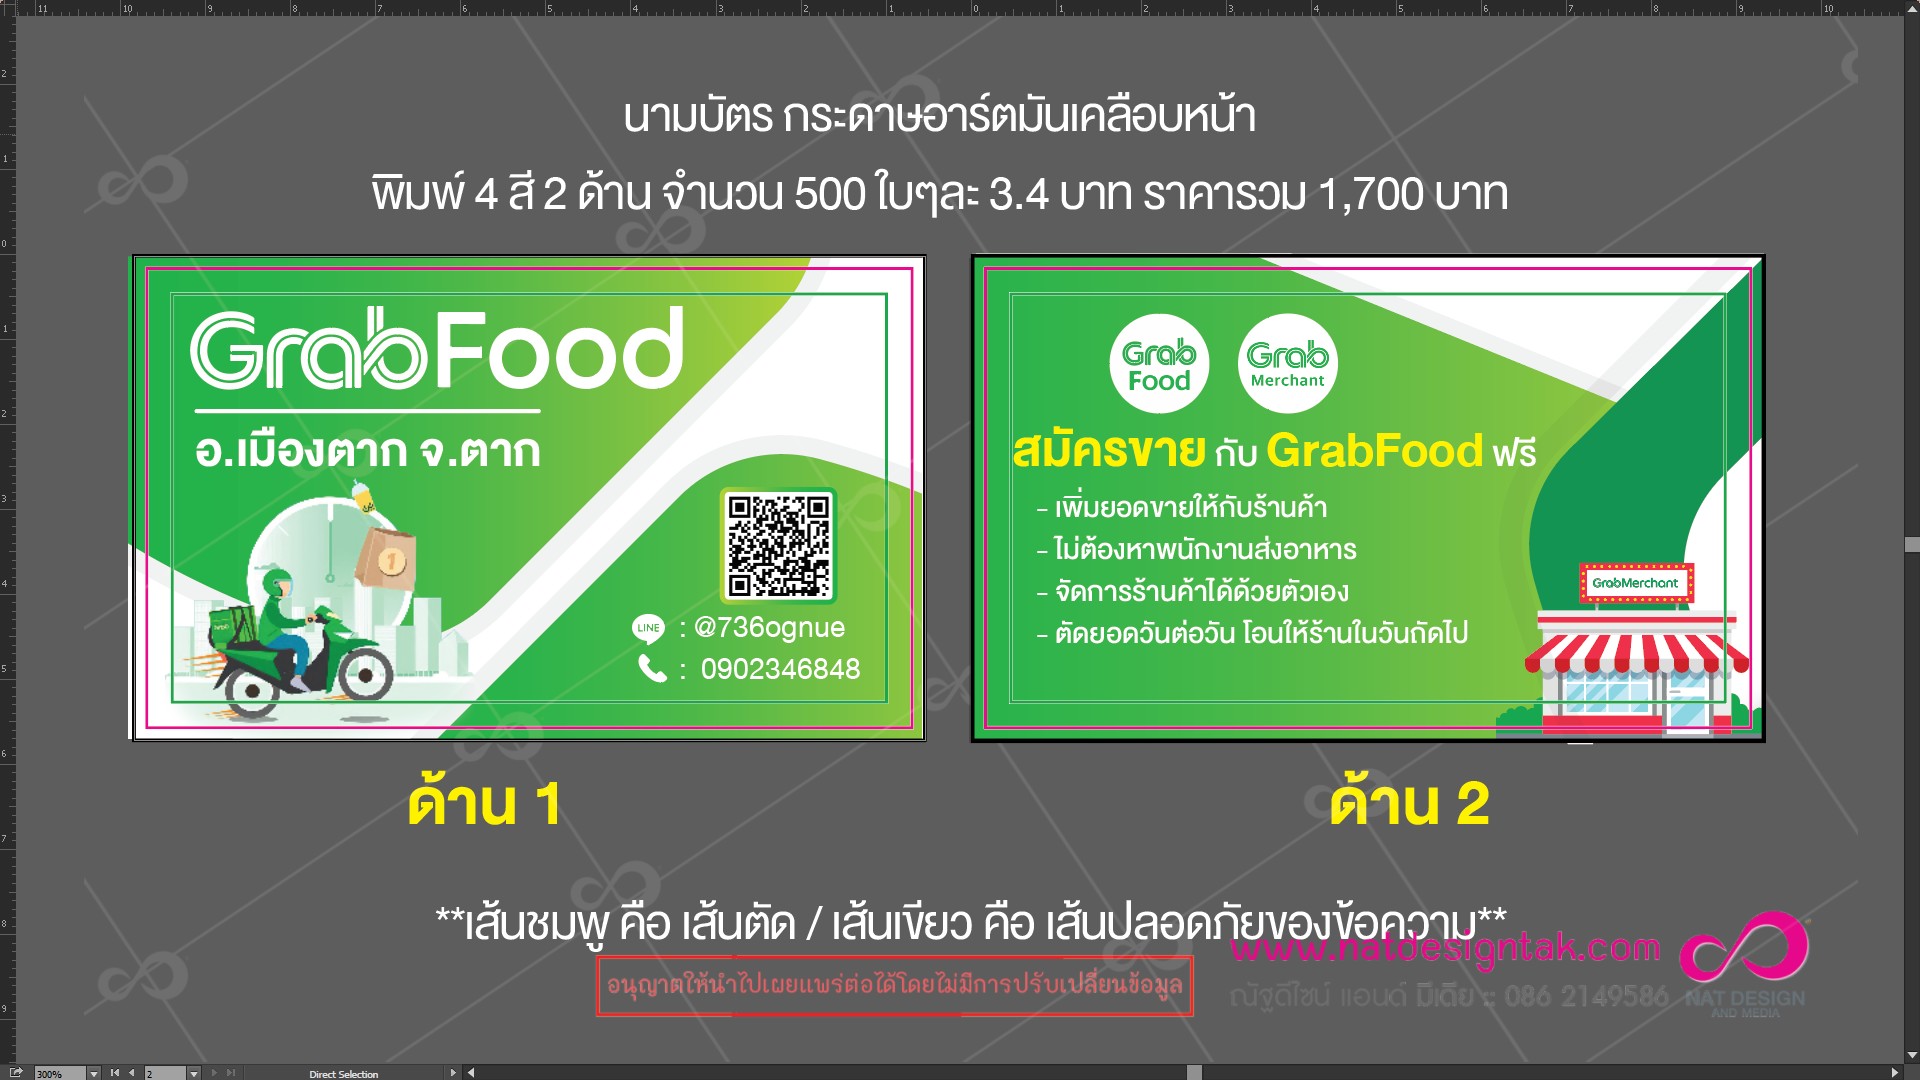 นามบัตร กระดาษอาร์ตมันเคลือบหน้า
พิมพ์ 4 สี 2 ด้าน จำนวน 500 ใบๆละ 3.4 บาท ราคารวม 1,700 บาท
GrabFood
อ.เมืองตาก จ.ตาก
LINE : @736ognue
: 0902346848
Grab Food
Grab Merchant
สมัครขาย กับ GrabFood ฟรี
- เพิ่มยอดขายให้กับร้านค้า
- ไม่ต้องหาพนักงานส่งอาหาร
- จัดการร้านค้าได้ด้วยตัวเอง
- ตัดยอดวันต่อวัน โอนให้ร้านในวันถัดไป
GrabMerchant
ด้าน 1
ด้าน 2
**เส้นชมพู คือ เส้นตัด / เส้นเขียว คือ เส้นปลอดภัยของข้อความ**
www.natdesigntak.com
อนุญาตให้นำไปเผยแพร่ต่อได้โดยไม่มีการปรับเปลี่ยนข้อมูล
ณัฐดีไซน์ แอนด์ มีเดีย :: 086 2149586
NAT DESIGN
AND MEDIA
300%
2
Direct Selection